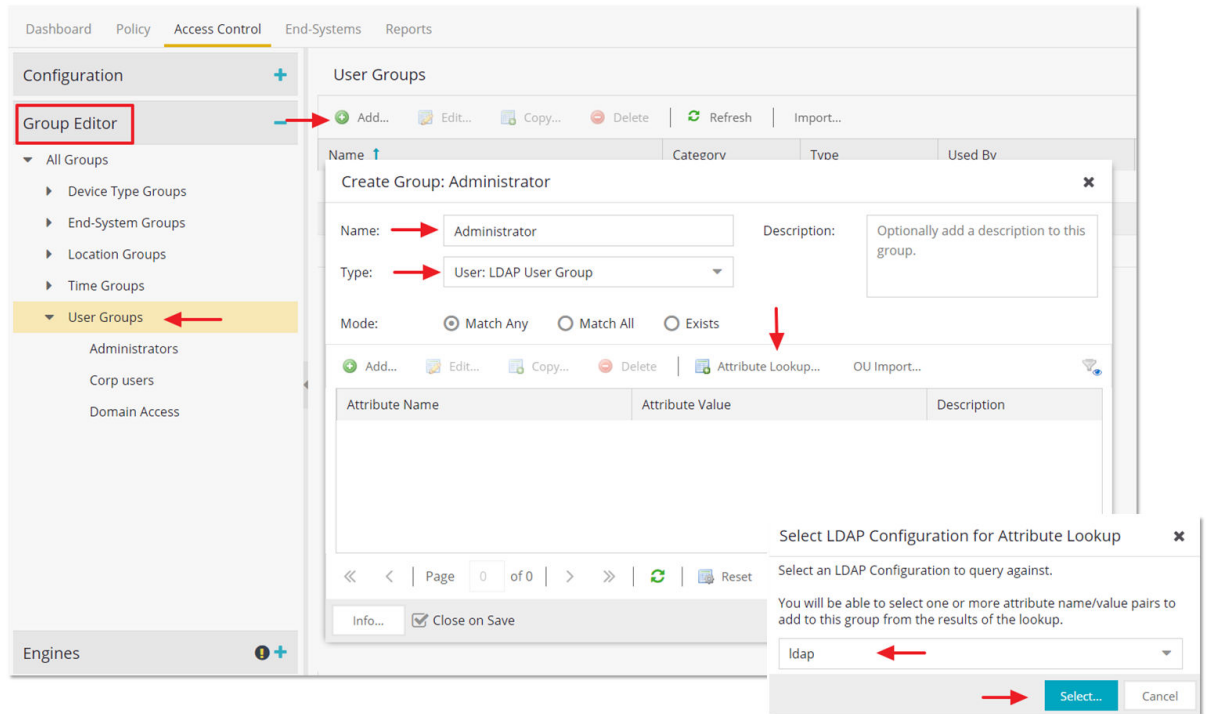 Dashboard Policy Access Control End-Systems Reports
Configuration
Group Editor
All Groups
Device Type Groups
End-System Groups
Location Groups
Time Groups
User Groups
Administrators
Corp users
Domain Access
Engines
User Groups
Add... Edit... Copy... Delete Refresh Import...
Name Category Type Used By
Create Group: Administrator
Name: Administrator Description: Optionally add a description to this
group.
Type: User: LDAP User Group
Mode: Match Any Match All Exists
Add... Edit... Copy... Delete Attribute Lookup... OU Import...
Attribute Name Attribute Value Description
Page 0 of 0 Reset
Info... Close on Save
Select LDAP Configuration for Attribute Lookup
Select an LDAP Configuration to query against.
You will be able to select one or more attribute name/value pairs to
add to this group from the results of the lookup.
ldap
Select... Cancel